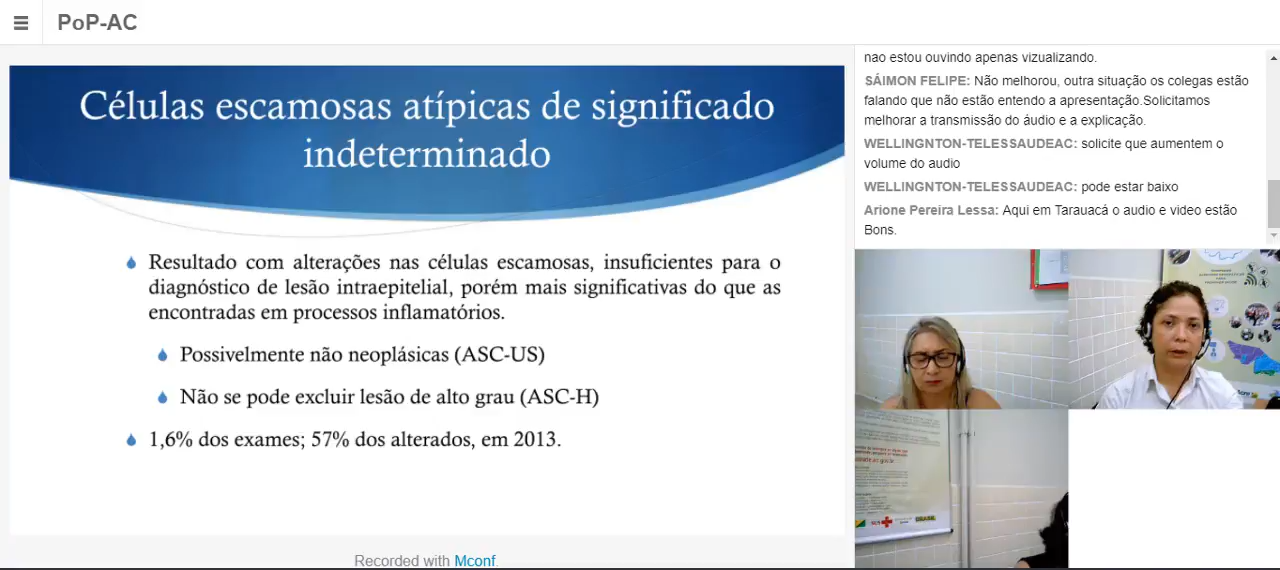 PoP-AC
Células escamosas atípicas de significado
indeterminado
Resultado com alterações nas células escamosas, insuficientes para o
diagnóstico de lesão intraepitelial, porém mais significativas do que as
encontradas em processos inflamatórios.
Possivelmente não neoplásicas (ASC-US)
Não se pode excluir lesão de alto grau (ASC-H)
1,6% dos exames; 57% dos alterados, em 2013.
Recorded with Mconf.
nao estou ouvindo apenas vizualizando.
SÁIMON FELIPE: Não melhorou, outra situação os colegas estão
falando que não estão entendo a apresentação.Solicitamos
melhorar a transmissão do áudio e a explicação.
WELLINGNTON-TELESSAUDEAC: solicite que aumentem o
volume do audio
WELLINGNTON-TELESSAUDEAC: pode estar baixo
Arione Pereira Lessa: Aqui em Tarauacá o audio e video estão
Bons.